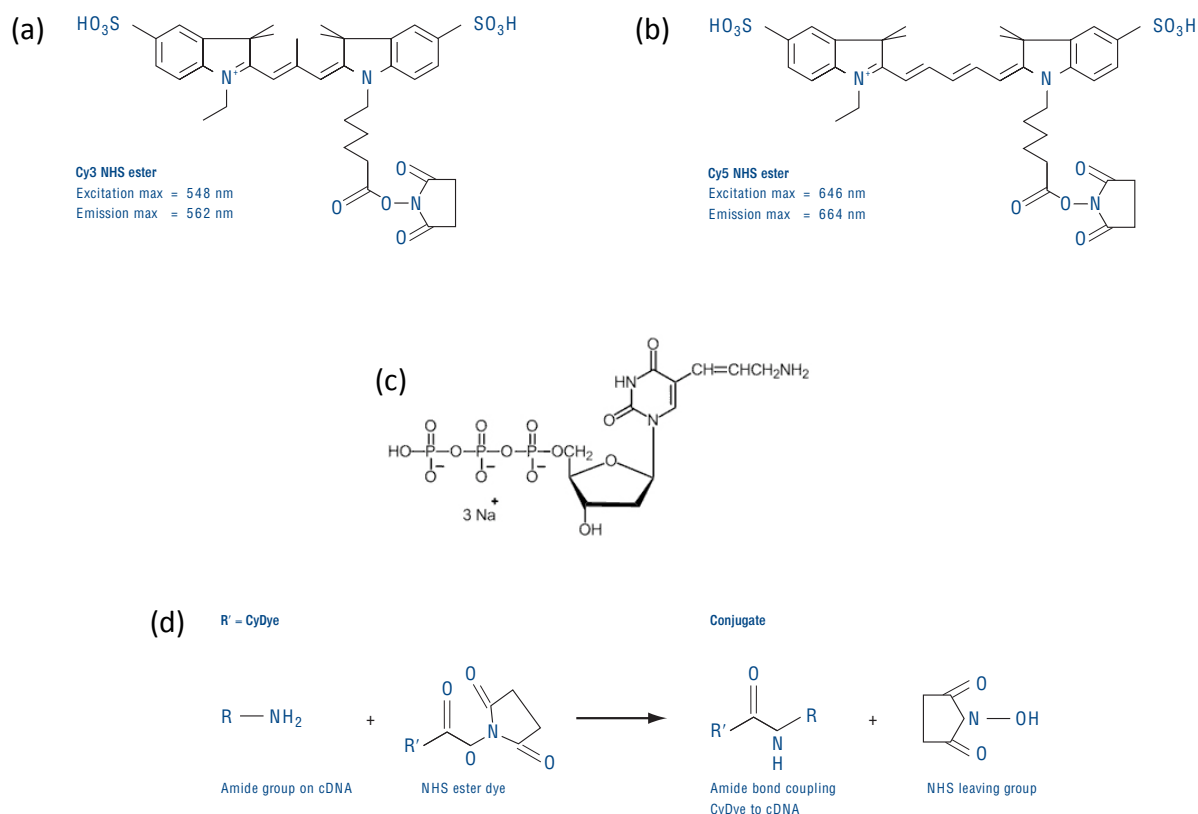 (a)
HO3S
SO3H
N+
N
Cy3 NHS ester
Excitation max = 548 nm
Emission max = 562 nm
O
O
O
N
O
(b)
HO3S
SO3H
N+
N
Cy5 NHS ester
Excitation max = 646 nm
Emission max = 664 nm
O
O
O
N
O
(c)
O
CH=CHCH2NH2
HN
O
N
O O O
HO-P-O-P-O-P-OCH2
O
O− O− O−
3 Na+
OH
(d)
R′ = CyDye
Conjugate
R — NH2
+
O
O
R′
O
N
O
O
R′
R
N
H
+
O
N — OH
O
Amide group on cDNA
NHS ester dye
Amide bond coupling
CyDye to cDNA
NHS leaving group